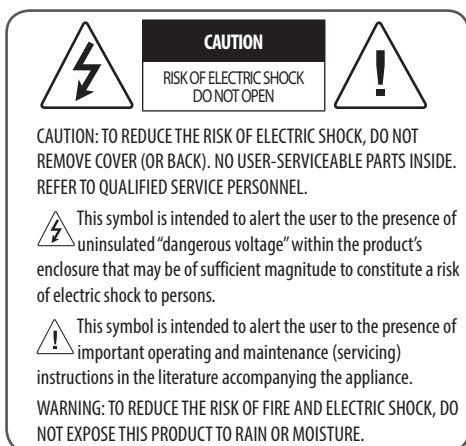 CAUTION
RISK OF ELECTRIC SHOCK
DO NOT OPEN
CAUTION: TO REDUCE THE RISK OF ELECTRIC SHOCK, DO NOT
REMOVE COVER (OR BACK). NO USER-SERVICEABLE PARTS INSIDE.
REFER TO QUALIFIED SERVICE PERSONNEL.
This symbol is intended to alert the user to the presence of
uninsulated “dangerous voltage” within the product’s
enclosure that may be of sufficient magnitude to constitute a risk
of electric shock to persons.
This symbol is intended to alert the user to the presence of
important operating and maintenance (servicing)
instructions in the literature accompanying the appliance.
WARNING: TO REDUCE THE RISK OF FIRE AND ELECTRIC SHOCK, DO
NOT EXPOSE THIS PRODUCT TO RAIN OR MOISTURE.